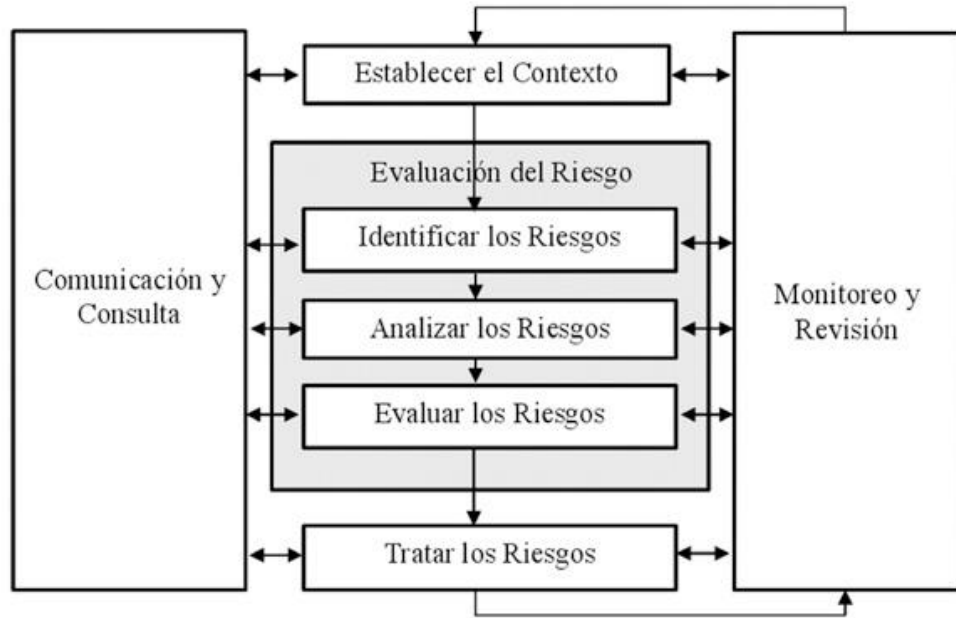 Establecer el Contexto
Evaluación del Riesgo
Identificar los Riesgos
Analizar los Riesgos
Evaluar los Riesgos
Tratar los Riesgos
Comunicación y
Consulta
Monitoreo y
Revisión